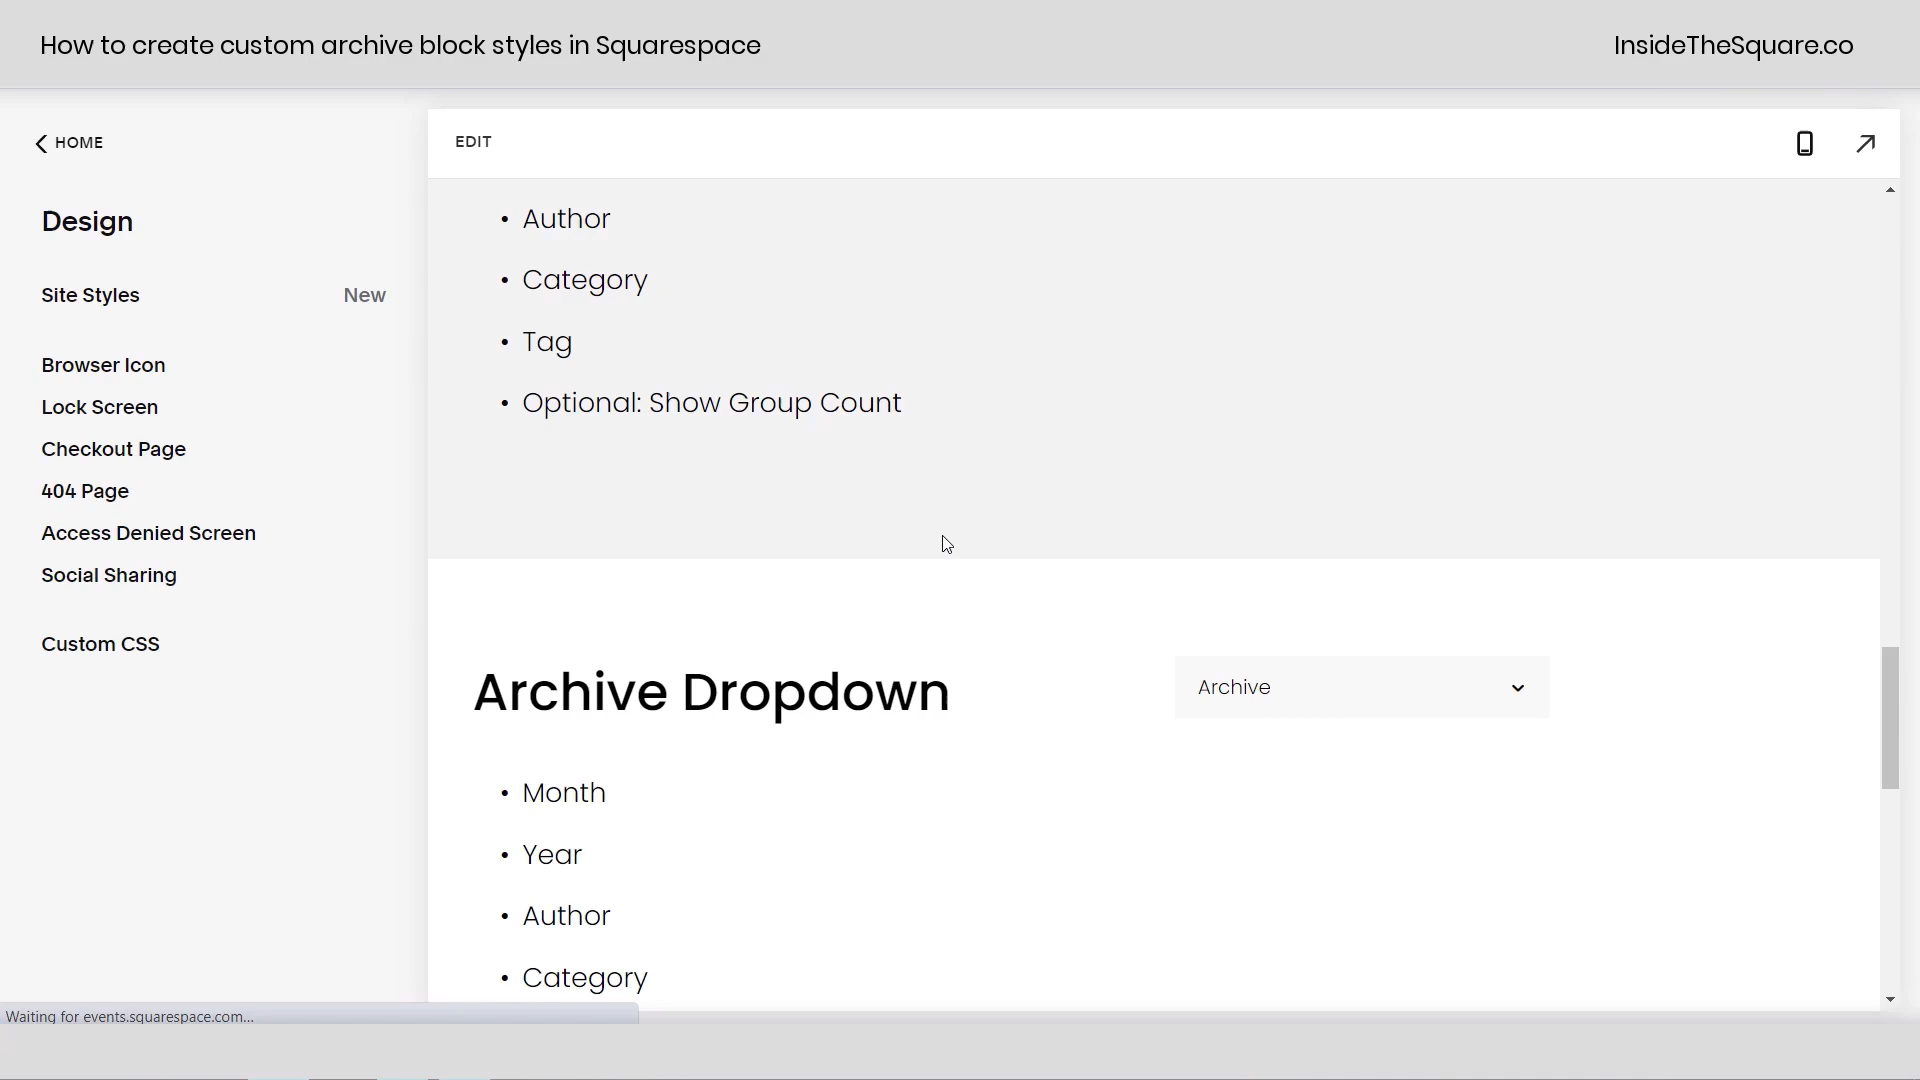 How to create custom archive block styles in Squarespace
InsideTheSquare.co
HOME
Design
Site Styles New
Browser Icon
Lock Screen
Checkout Page
404 Page
Access Denied Screen
Social Sharing
Custom CSS
EDIT
• Author
• Category
• Tag
• Optional: Show Group Count
Archive Dropdown
Archive
• Month
• Year
• Author
• Category
Waiting for events.squarespace.com...